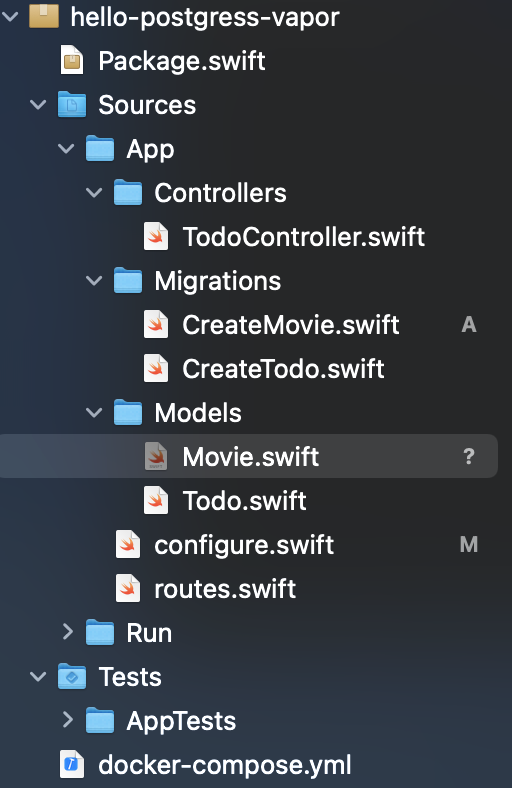 hello-postgress-vapor
Package.swift
Sources
App
Controllers
TodoController.swift
Migrations
CreateMovie.swift A
CreateTodo.swift
Models
Movie.swift ?
Todo.swift
configure.swift M
routes.swift
Run
Tests
AppTests
docker-compose.yml